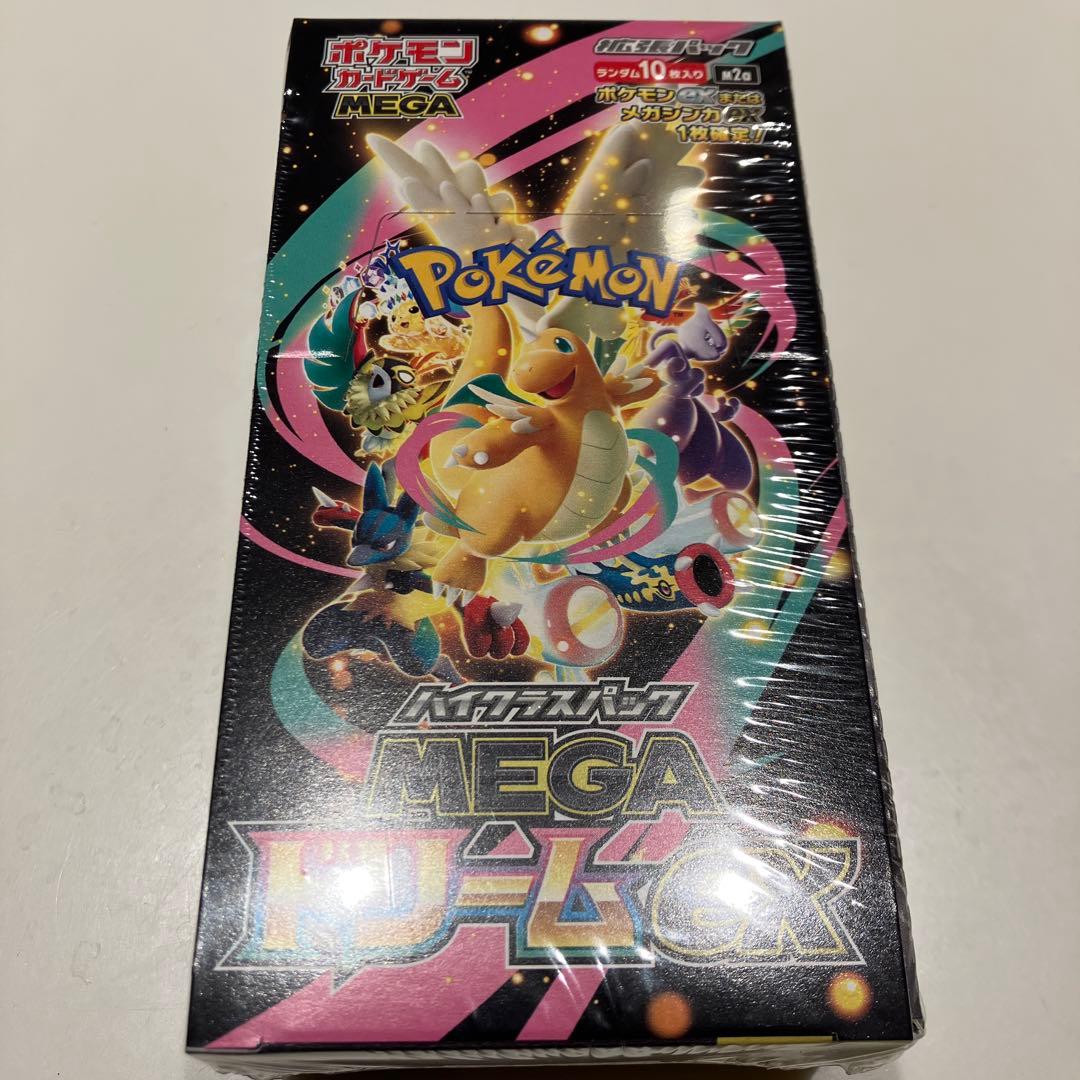 ポケモン
カードゲーム
MEGA
拡張パック
ランダム10枚入り M2a
ポケモンexまたは
メガシンカex
1枚確定!
POKéMON
TM
ハイクラスパック
MEGA
ドリームex